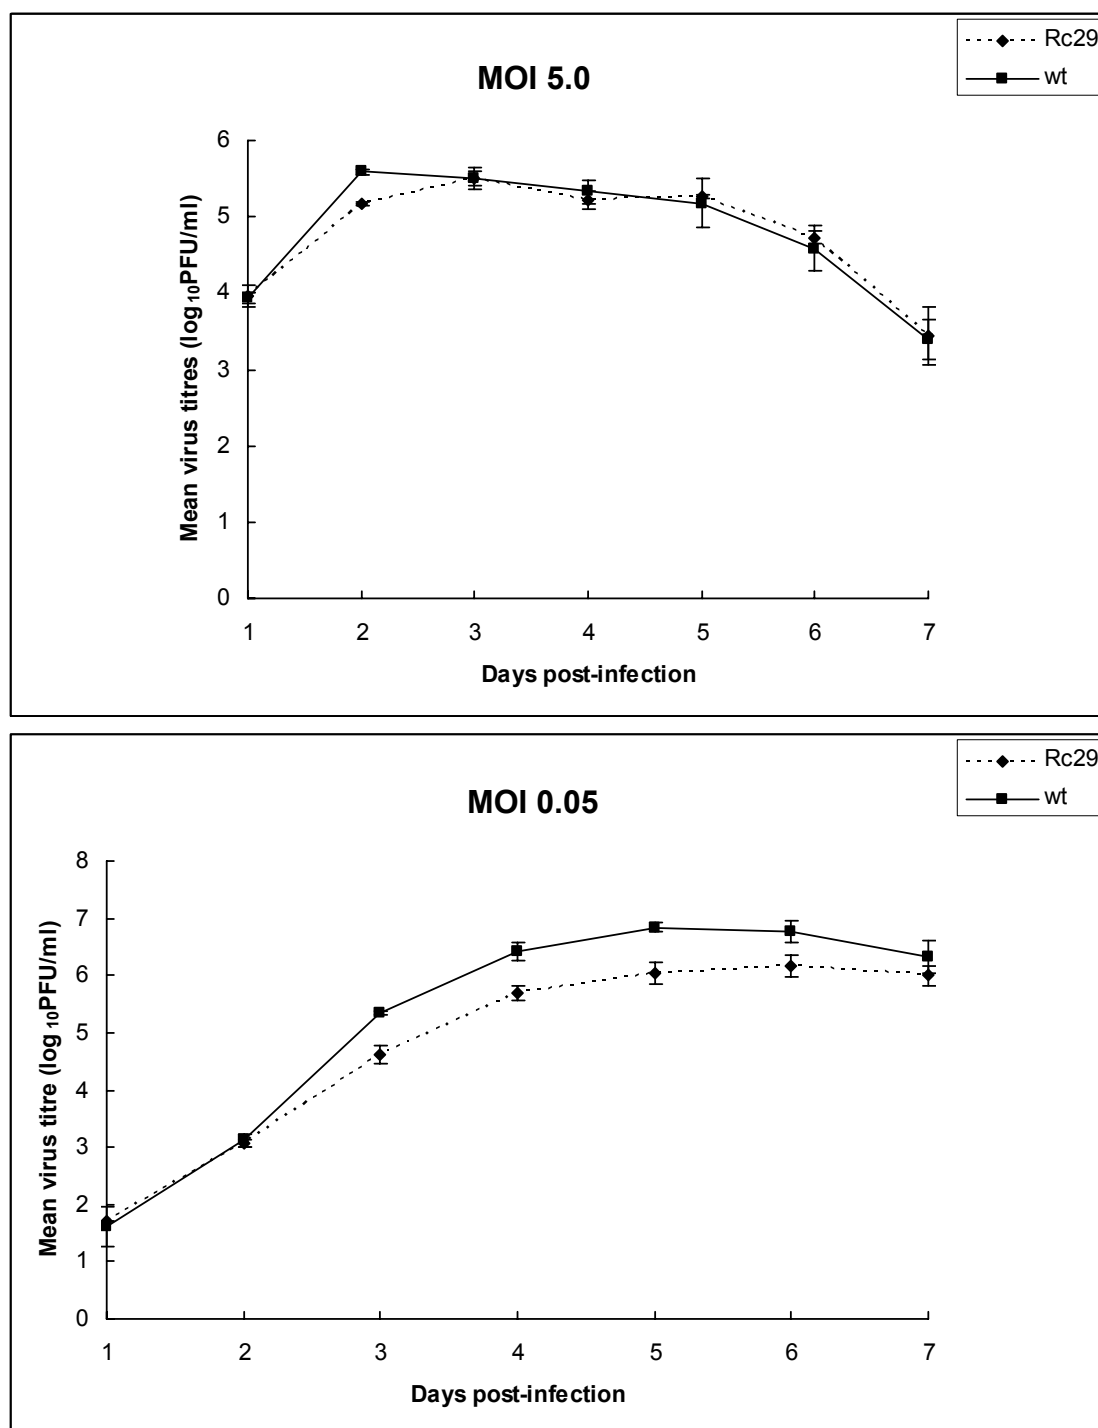 Rc29
wt
MOI 5.0
Mean virus titres (log10PFU/ml)
6
5
4
3
2
1
0
1 2 3 4 5 6 7
Days post-infection
Rc29
wt
MOI 0.05
Mean virus titre (log10PFU/ml)
8
7
6
5
4
3
2
1
0
1 2 3 4 5 6 7
Days post-infection